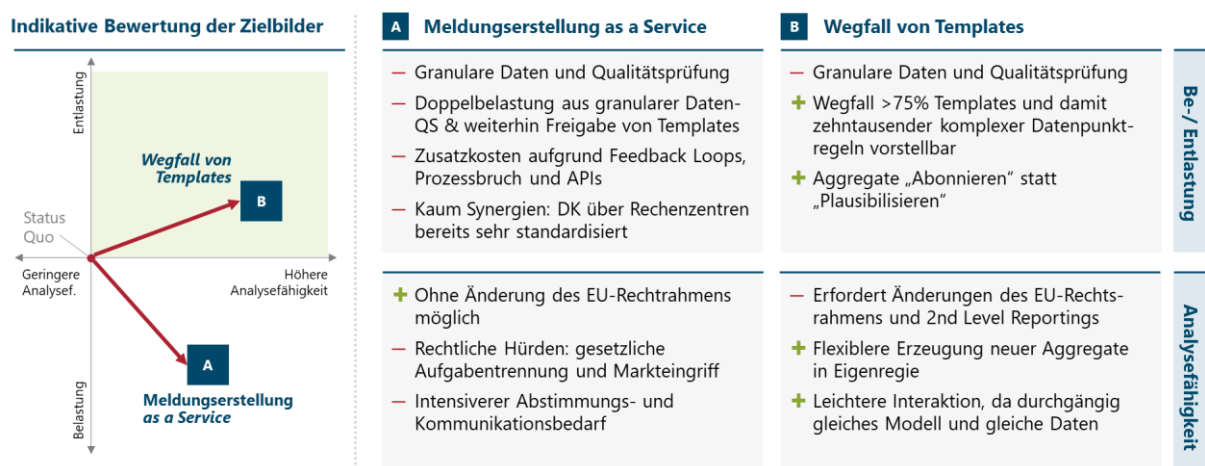 Indikative Bewertung der Zielbilder
Entlastung
Wegfall von
Templates
B
Status
Quo
Geringere
Analysef.
Höhere
Analysefähigkeit
Belastung
A
Meldungserstellung
as a Service
A Meldungserstellung as a Service
— Granulare Daten und Qualitätsprüfung
— Doppelbelastung aus granularer Daten-
QS & weiterhin Freigabe von Templates
— Zusatzkosten aufgrund Feedback Loops,
Prozessbruch und APIs
— Kaum Synergien: DK über Rechenzentren
bereits sehr standardisiert
+ Ohne Änderung des EU-Rechtrahmens
möglich
— Rechtliche Hürden: gesetzliche
Aufgabentrennung und Markteingriff
— Intensiverer Abstimmungs- und
Kommunikationsbedarf
B Wegfall von Templates
— Granulare Daten und Qualitätsprüfung
+ Wegfall >75% Templates und damit
zehntausender komplexer Datenpunkt-
regeln vorstellbar
+ Aggregate „Abonnieren“ statt
„Plausibilisieren“
— Erfordert Änderungen des EU-Rechts-
rahmens und 2nd Level Reportings
+ Flexiblere Erzeugung neuer Aggregate
in Eigenregie
+ Leichtere Interaktion, da durchgängig
gleiches Modell und gleiche Daten
Be-/ Entlastung
Analysefähigkeit